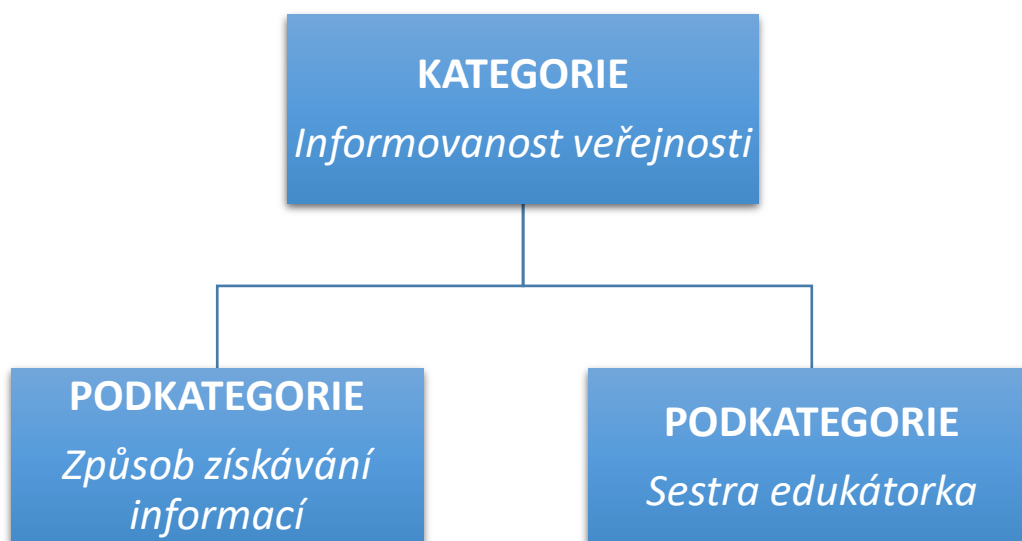 KATEGORIE
Informovanost veřejnosti
PODKATEGORIE
Způsob získávání
informací
PODKATEGORIE
Sestra edukátorka